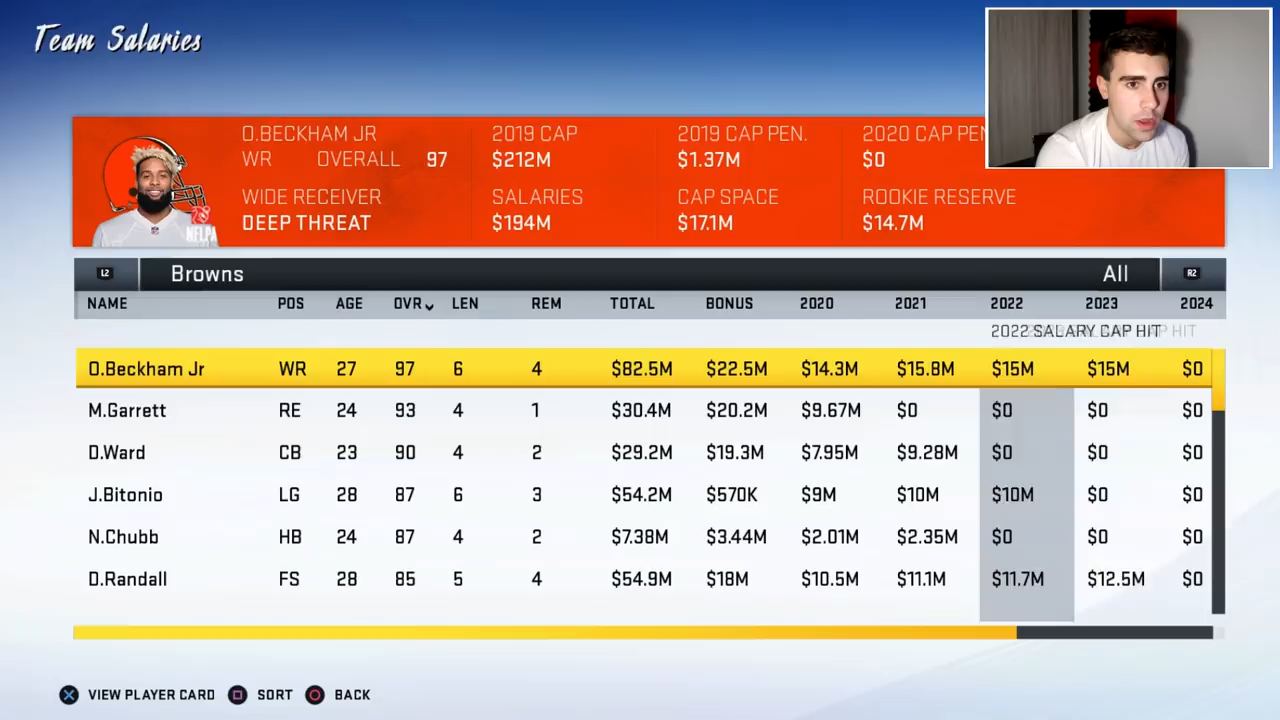 Team Salaries
O.BECKHAM JR
WR OVERALL 97
WIDE RECEIVER
DEEP THREAT
2019 CAP
$212M
SALARIES
$194M
2019 CAP PEN.
$1.37M
CAP SPACE
$17.1M
2020 CAP PEN
$0
ROOKIE RESERVE
$14.7M
NFLPA
L2 Browns All R2
NAME POS AGE OVR LEN REM TOTAL BONUS 2020 2021 2022 2023 2024
2022 SALARY CAP HIT
O.Beckham Jr WR 27 97 6 4 $82.5M $22.5M $14.3M $15.8M $15M $15M $0
M.Garrett RE 24 93 4 1 $30.4M $20.2M $9.67M $0 $0 $0 $0
D.Ward CB 23 90 4 2 $29.2M $19.3M $7.95M $9.28M $0 $0 $0
J.Bitonio LG 28 87 6 3 $54.2M $570K $9M $10M $10M $0 $0
N.Chubb HB 24 87 4 2 $7.38M $3.44M $2.01M $2.35M $0 $0 $0
D.Randall FS 28 85 5 4 $54.9M $18M $10.5M $11.1M $11.7M $12.5M $0
VIEW PLAYER CARD SORT BACK